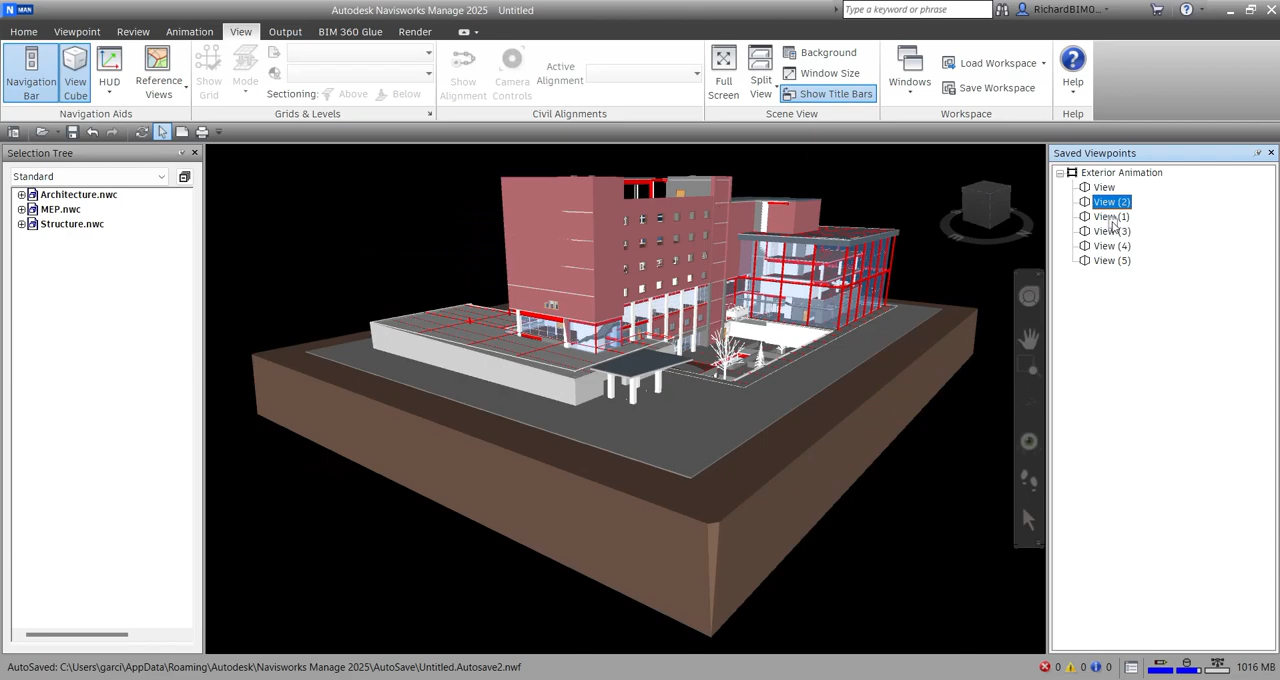 N MAN
Autodesk Navisworks Manage 2025 Untitled
Type a keyword or phrase
RichardBIMO...
Home Viewpoint Review Animation View Output BIM 360 Glue Render
Navigation Bar
View Cube
HUD
Reference Views
Navigation Aids
Show Grid
Mode
Sectioning: Above Below
Grids & Levels
Show Alignment
Camera Controls
Active Alignment
Civil Alignments
Full Screen
Split View
Background
Window Size
Show Title Bars
Scene View
Windows
Load Workspace
Save Workspace
Workspace
Help
Help
Selection Tree
Standard
Architecture.nwc
MEP.nwc
Structure.nwc
Saved Viewpoints
Exterior Animation
View
View (2)
View (1)
View (3)
View (4)
View (5)
AutoSaved: C:\Users\garci\AppData\Roaming\Autodesk\Navisworks Manage 2025\AutoSave\Untitled.Autosave2.nwf
0 0 0
1016 MB